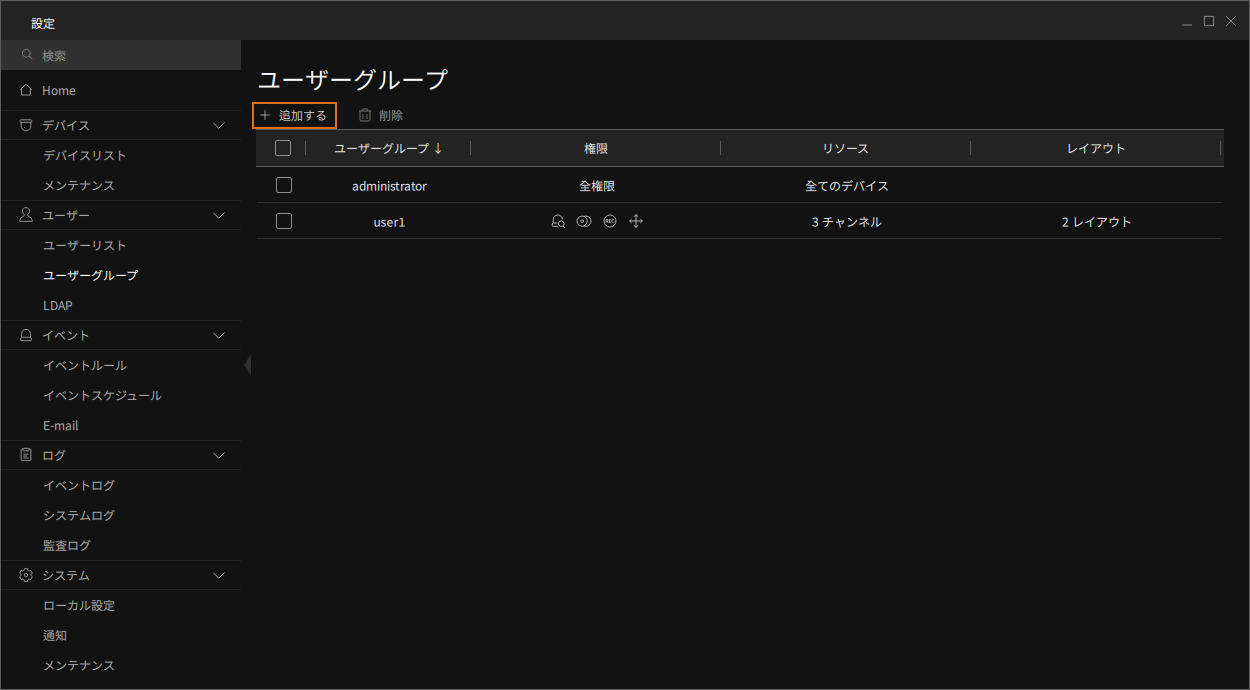 設定
検索
Home
デバイス
デバイスリスト
メンテナンス
ユーザー
ユーザーリスト
ユーザーグループ
LDAP
イベント
イベントルール
イベントスケジュール
E-mail
ログ
イベントログ
システムログ
監査ログ
システム
ローカル設定
通知
メンテナンス
ユーザーグループ
追加する 削除
ユーザーグループ ↓ 権限 リソース レイアウト
administrator 全権限 全てのデバイス
user1 REC 3 チャンネル 2 レイアウト